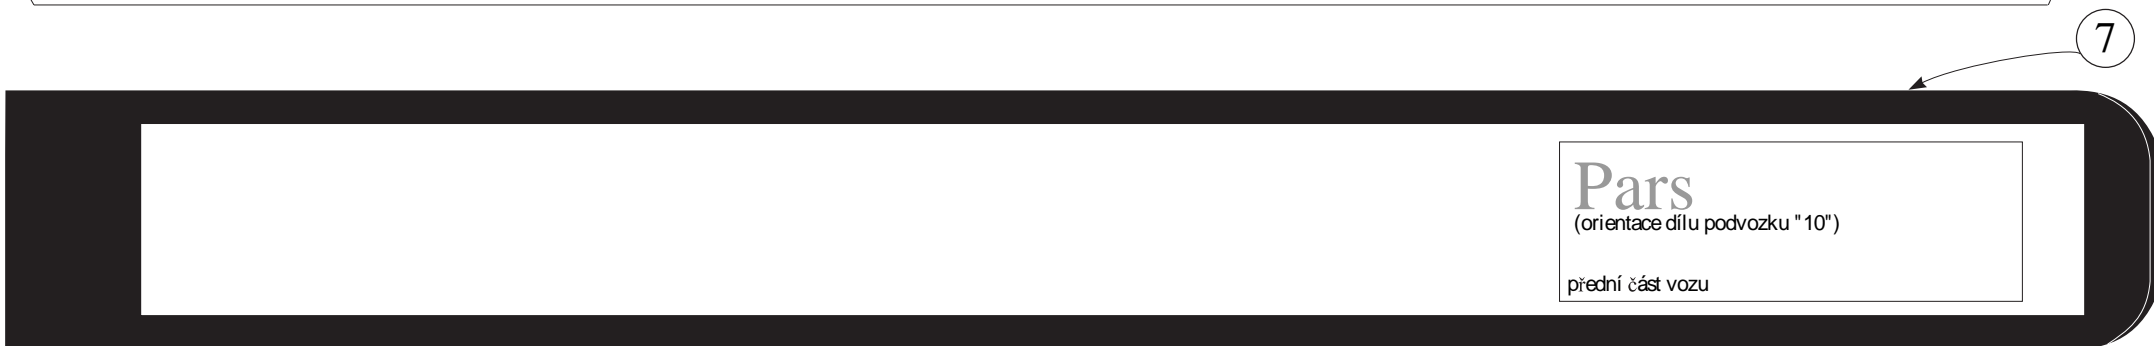 7
Pars
(orientace dílu podvozku "10")
přední část vozu